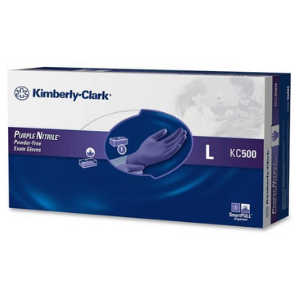 Kimberly-Clark
PURPLE NITRILE
Powder-Free
Exam Gloves
L KC500
SmartPULL